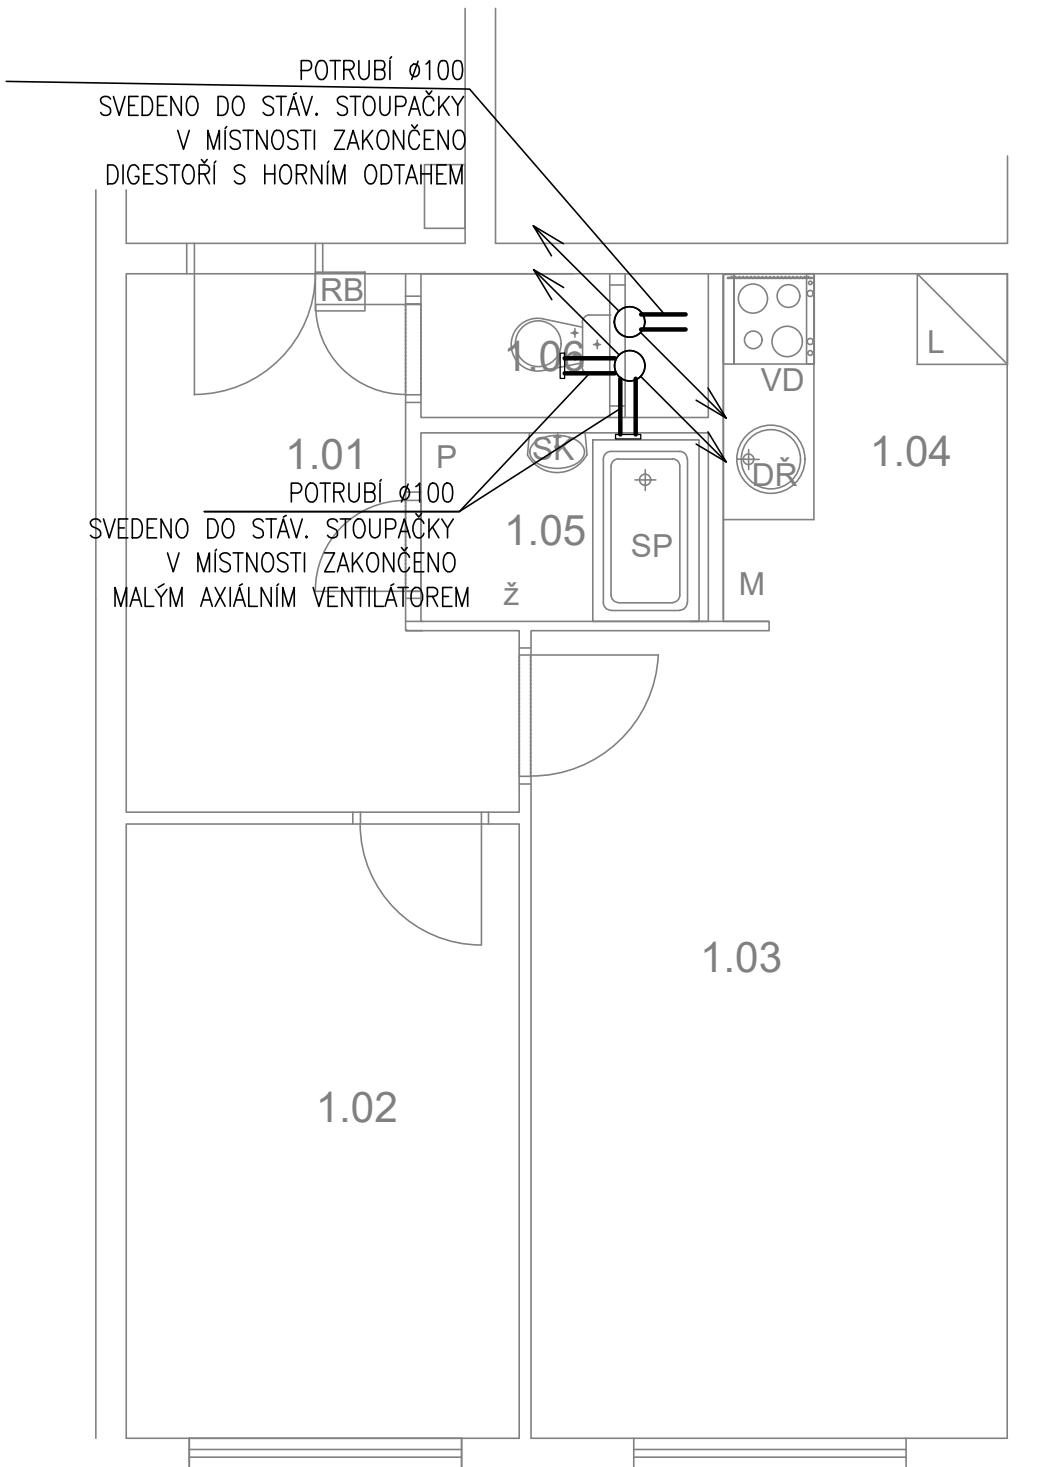 POTRUBÍ ø100
SVEDENO DO STÁV. STOUPAČKY
V MÍSTNOSTI ZAKONČENO
DIGESTOŘÍ S HORNÍM ODTAHEM
RB
L
1.06
VD
1.01
P
SK
1.04
DŘ
POTRUBÍ ø100
SVEDENO DO STÁV. STOUPAČKY
V MÍSTNOSTI ZAKONČENO
MALÝM AXIÁLNÍM VENTILÁTOREM
1.05
SP
ž
M
1.03
1.02